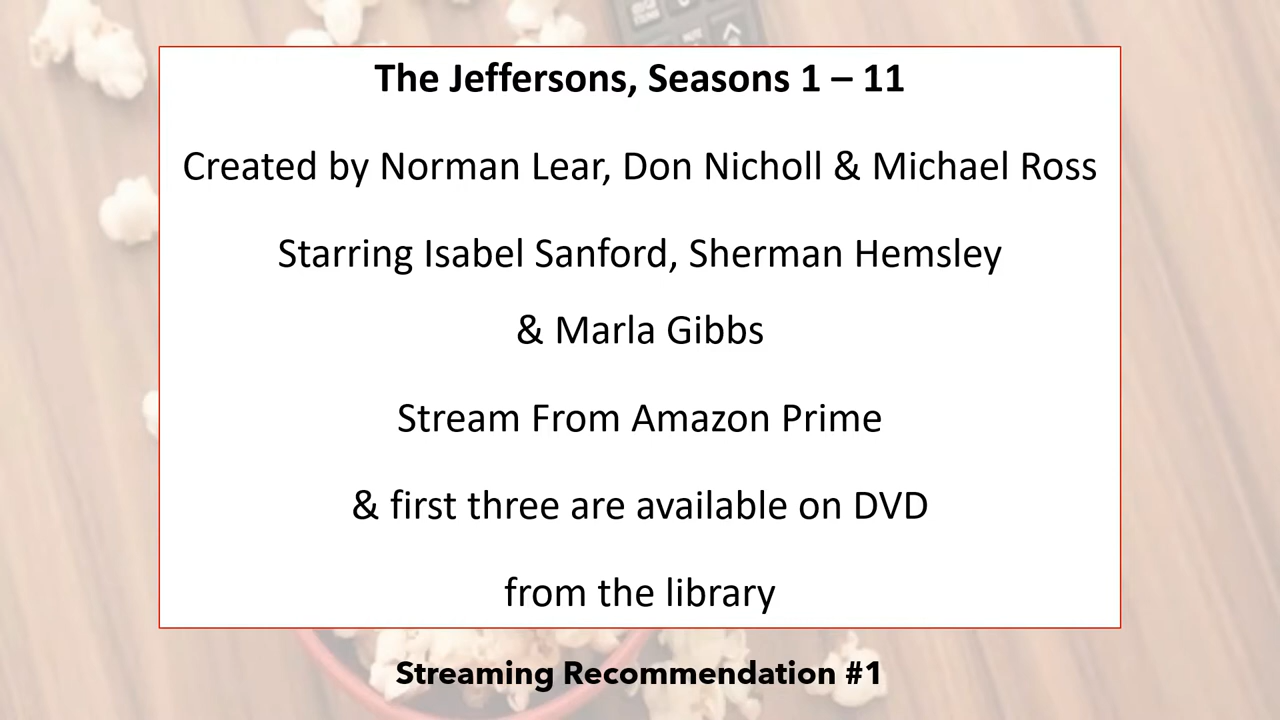 The Jeffersons, Seasons 1 – 11
Created by Norman Lear, Don Nicholl & Michael Ross
Starring Isabel Sanford, Sherman Hemsley
& Marla Gibbs
Stream From Amazon Prime
& first three are available on DVD
from the library
Streaming Recommendation #1